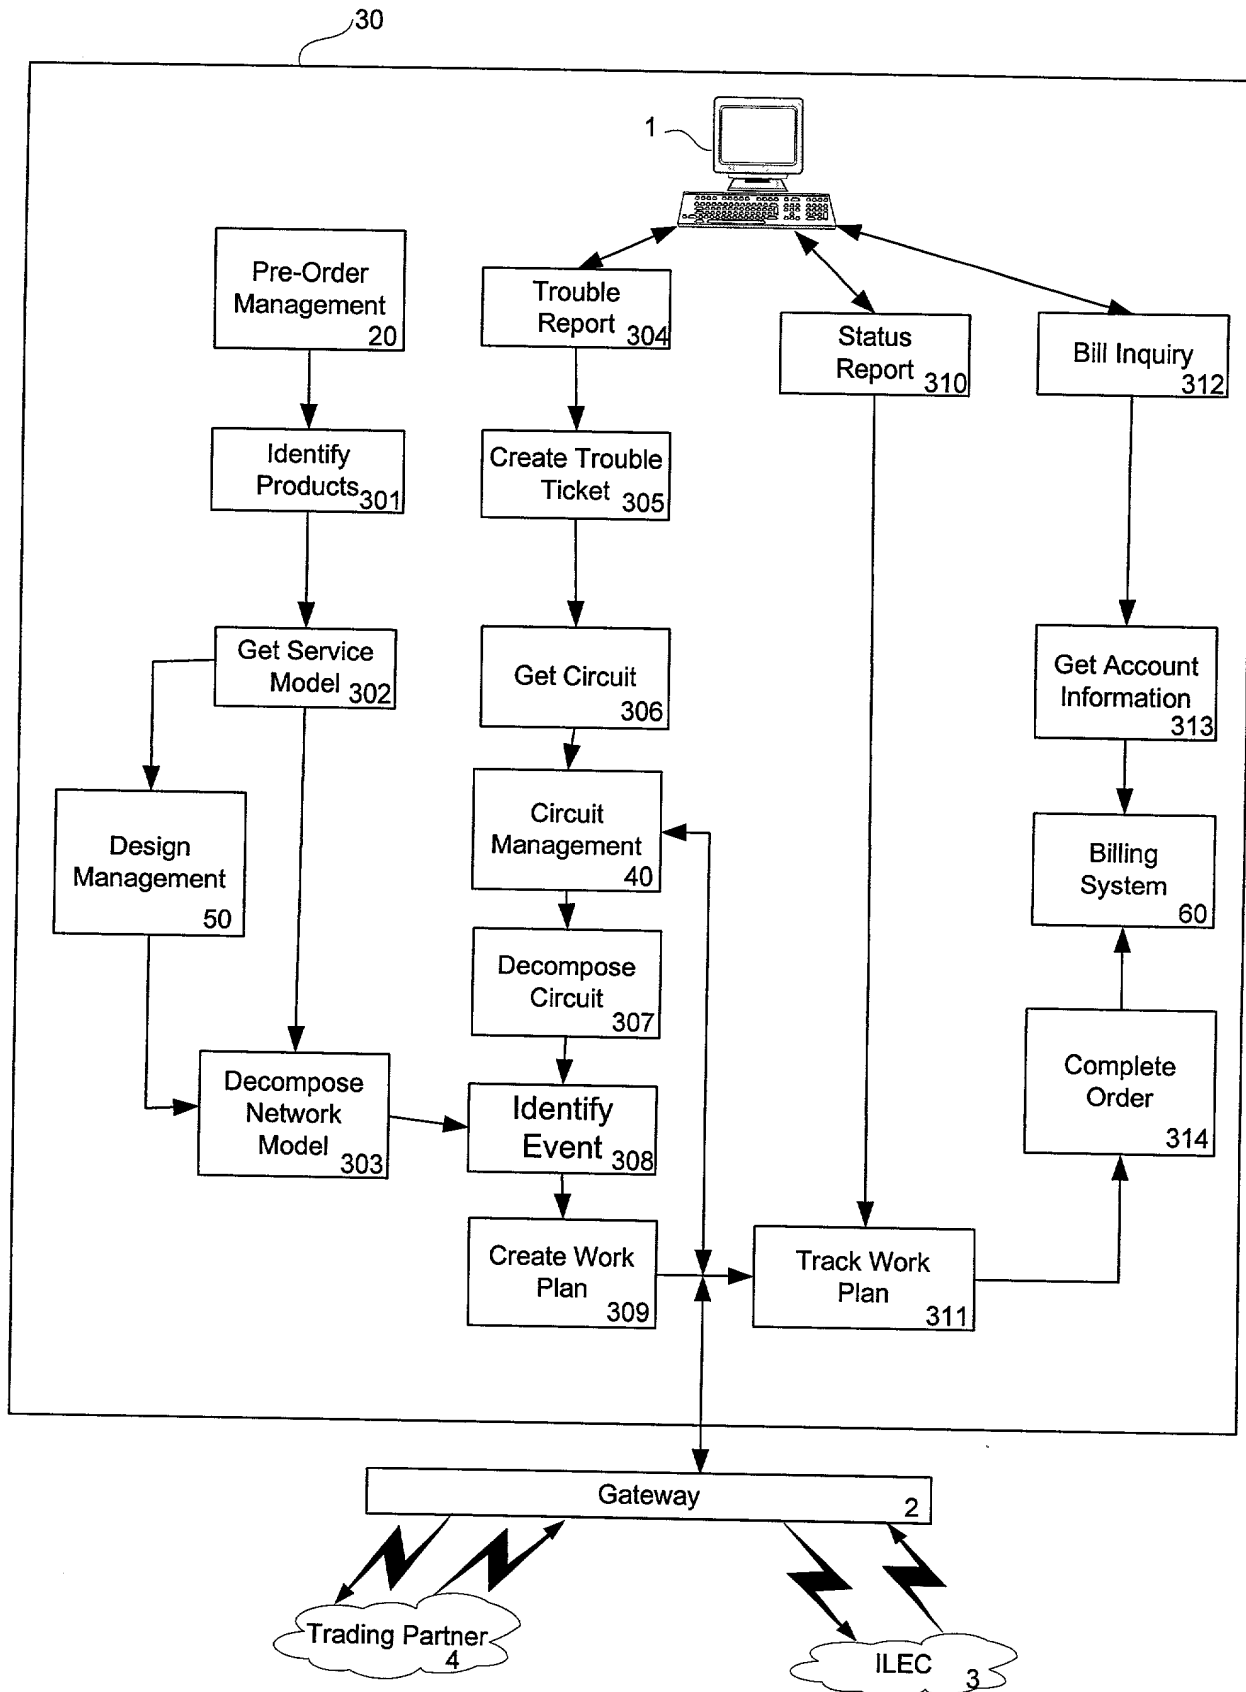 30
1
Pre-Order
Management
20
Trouble
Report
304
Status
Report
310
Bill Inquiry
312
Identify
Products
301
Create Trouble
Ticket
305
Get Service
Model
302
Get Circuit
306
Get Account
Information
313
Design
Management
50
Circuit
Management
40
Billing
System
60
Decompose
Circuit
307
Decompose
Network
Model
303
Identify
Event
308
Complete
Order
314
Create Work
Plan
309
Track Work
Plan
311
Gateway
2
Trading Partner
4
ILEC
3